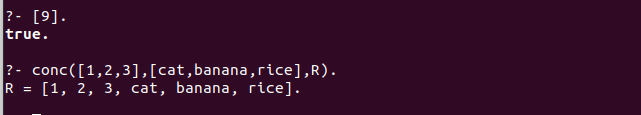 ?- [9].
true.
?- conc([1,2,3],[cat,banana,rice],R).
R = [1, 2, 3, cat, banana, rice].